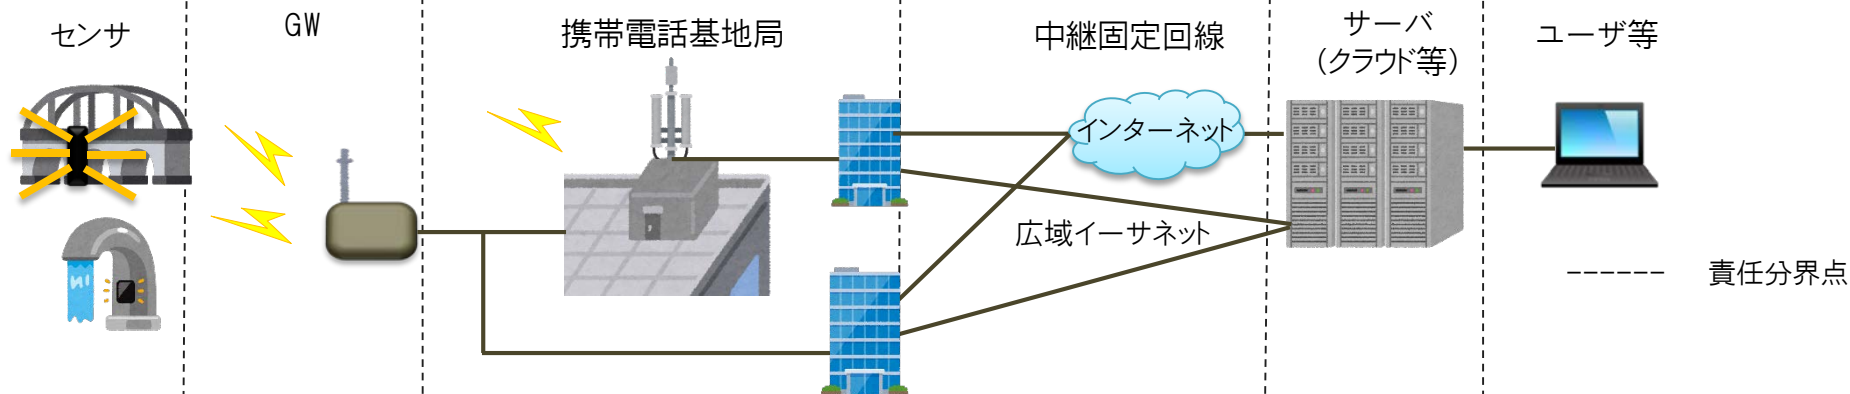 センサ
GW
携帯電話基地局
中継固定回線
サーバ
（クラウド等）
ユーザ等
インターネット
広域イーサネット
責任分界点